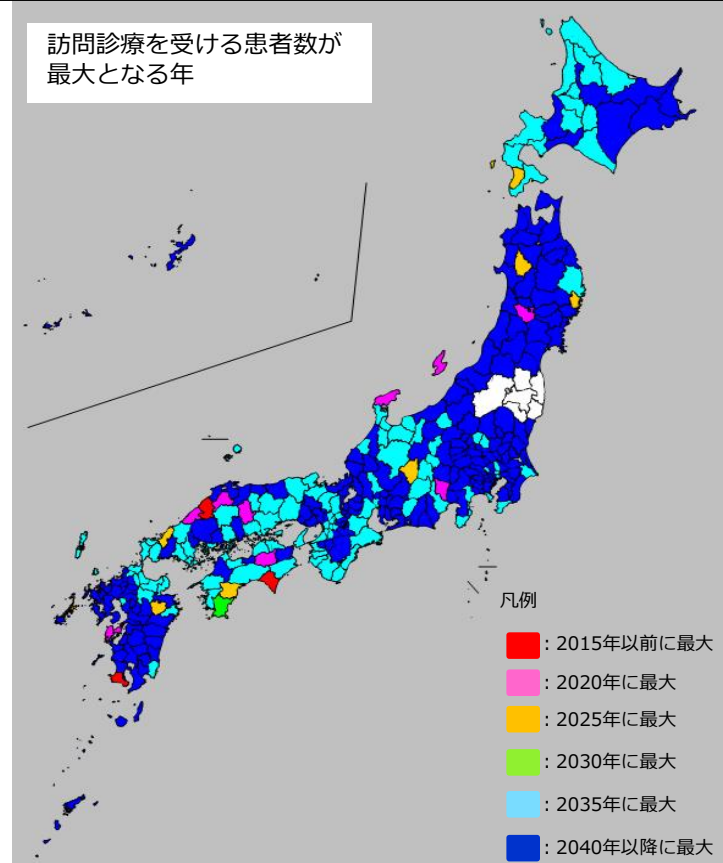 訪問診療を受ける患者数が
最大となる年
凡例
：2015年以前に最大
：2020年に最大
：2025年に最大
：2030年に最大
：2035年に最大
：2040年以降に最大